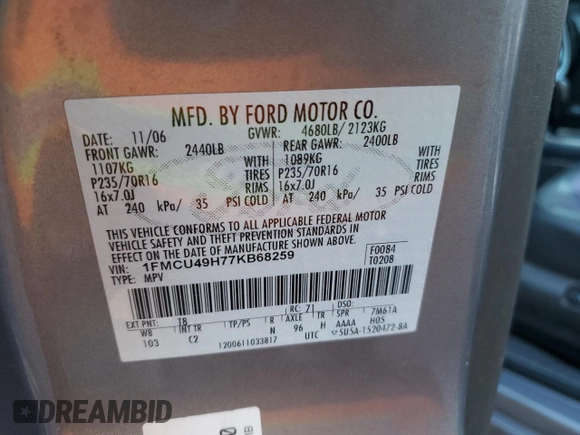 MFD. BY FORD MOTOR CO.
DATE: 11/06 GVWR: 4680LB/ 2123KG
FRONT GAWR: 2440LB REAR GAWR: 2400LB
1107KG 1089KG
P235/70R16 TIRES P235/70R16 TIRES
16x7.0J RIMS 16x7.0J RIMS
AT 240 kPa/ 35 PSI COLD AT 240 kPa/ 35 PSI COLD
THIS VEHICLE CONFORMS TO ALL APPLICABLE FEDERAL MOTOR
VEHICLE SAFETY AND THEFT PREVENTION STANDARDS IN
EFFECT ON THE DATE OF MANUFACTURE SHOWN ABOVE.
VIN: 1FMCU49H77KB68259 F0084
TYPE: MPV T0208
EXT PNT: T8 RC: 71 DSO:
WB INT TR TP/PS R AXLE TR SPR 7M61A
103 C2 N 96 H AAAA H05
1200611033817 UTC 5U5A-1520472-BA
DREAMBID